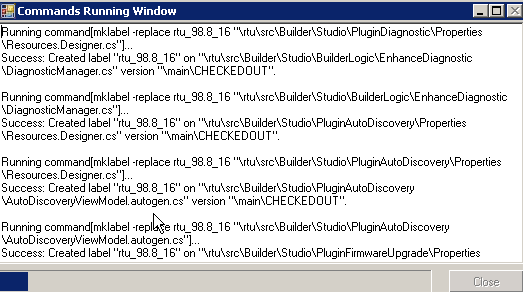 Commands Running Window
Running command[mklabel -replace rtu_98.8_16 "\rtu\src\Builder\Studio\PluginDiagnostic\Properties
\Resources.Designer.cs"]...
Success: Created label "rtu_98.8_16" on "\rtu\src\Builder\Studio\BuilderLogic\EnhanceDiagnostic
\DiagnosticManager.cs" version "\main\CHECKEDOUT".
Running command[mklabel -replace rtu_98.8_16 "\rtu\src\Builder\Studio\BuilderLogic\EnhanceDiagnostic
\DiagnosticManager.cs"]...
Success: Created label "rtu_98.8_16" on "\rtu\src\Builder\Studio\PluginAutoDiscovery\Properties
\Resources.Designer.cs" version "\main\CHECKEDOUT".
Running command[mklabel -replace rtu_98.8_16 "\rtu\src\Builder\Studio\PluginAutoDiscovery\Properties
\Resources.Designer.cs"]...
Success: Created label "rtu_98.8_16" on "\rtu\src\Builder\Studio\PluginAutoDiscovery
\AutoDiscoveryViewModel.autogen.cs" version "\main\CHECKEDOUT".
Running command[mklabel -replace rtu_98.8_16 "\rtu\src\Builder\Studio\PluginAutoDiscovery
\AutoDiscoveryViewModel.autogen.cs"]...
Success: Created label "rtu_98.8_16" on "\rtu\src\Builder\Studio\PluginFirmwareUpgrade\Properties
Close